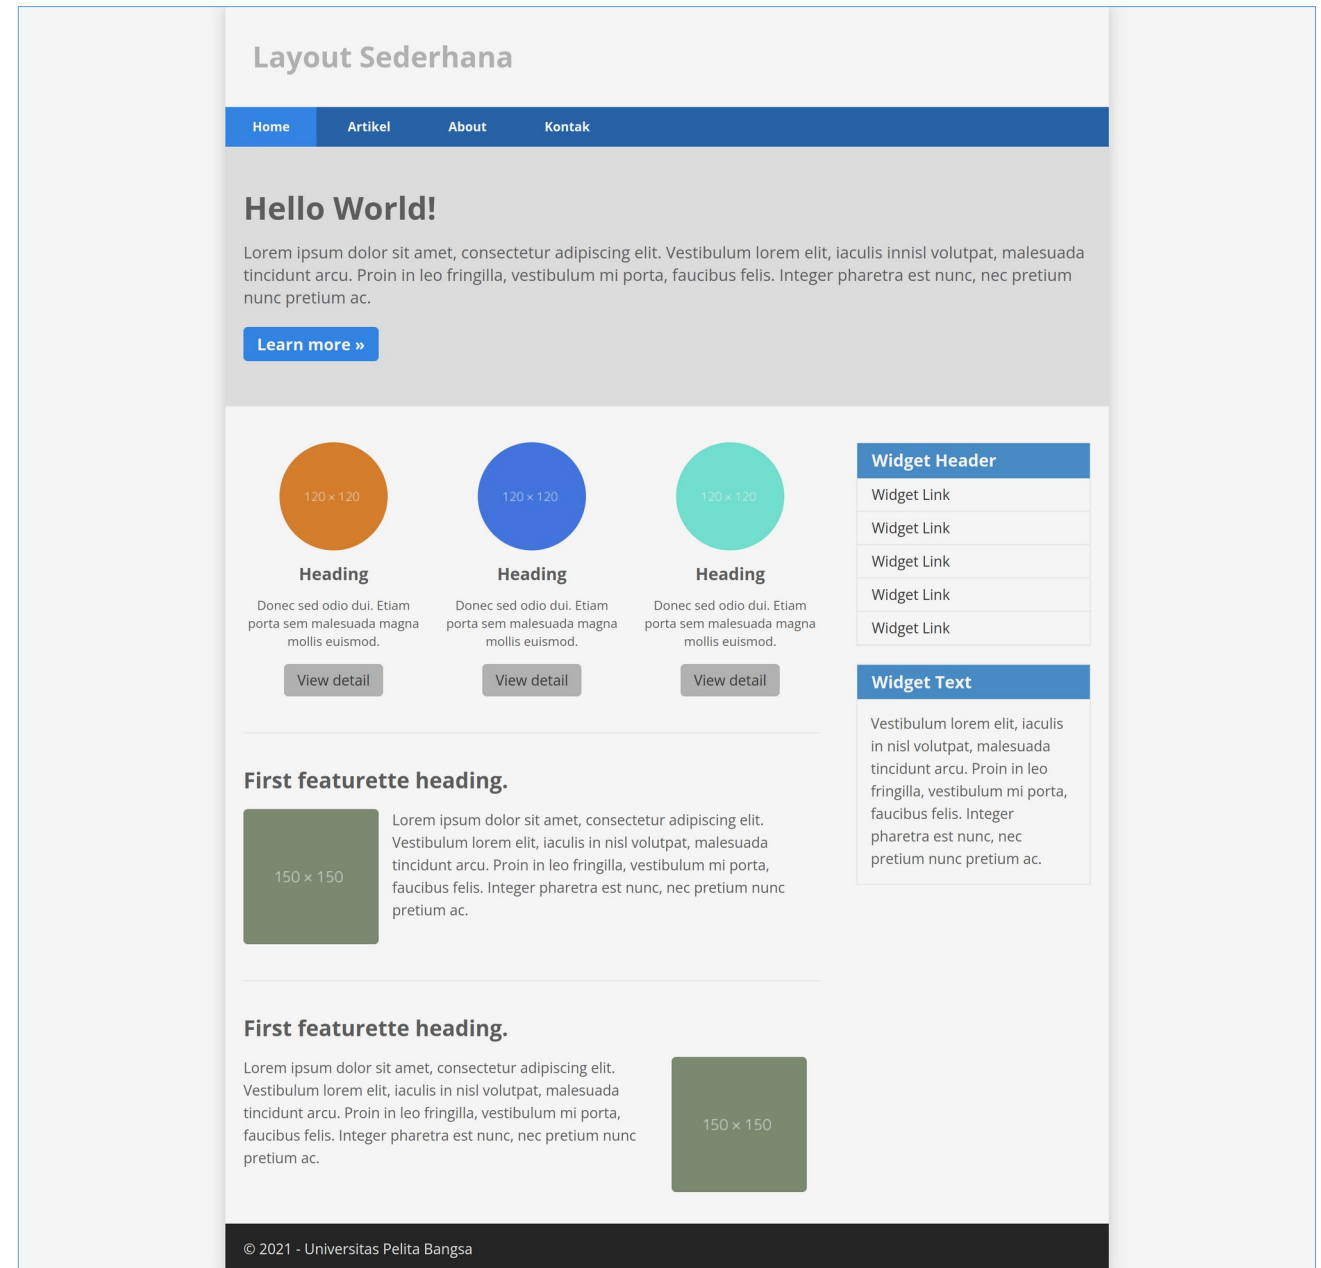 Layout Sederhana
Home
Artikel
About
Kontak
Hello World!
Lorem ipsum dolor sit amet, consectetur adipiscing elit. Vestibulum lorem elit, iaculis innisl volutpat, malesuada
tincidunt arcu. Proin in leo fringilla, vestibulum mi porta, faucibus felis. Integer pharetra est nunc, nec pretium
nunc pretium ac.
Learn more »
120 × 120
Heading
Donec sed odio dui. Etiam
porta sem malesuada magna
mollis euismod.
View detail
120 × 120
Heading
Donec sed odio dui. Etiam
porta sem malesuada magna
mollis euismod.
View detail
120 × 120
Heading
Donec sed odio dui. Etiam
porta sem malesuada magna
mollis euismod.
View detail
First featurette heading.
150 × 150
Lorem ipsum dolor sit amet, consectetur adipiscing elit.
Vestibulum lorem elit, iaculis in nisl volutpat, malesuada
tincidunt arcu. Proin in leo fringilla, vestibulum mi porta,
faucibus felis. Integer pharetra est nunc, nec pretium nunc
pretium ac.
First featurette heading.
Lorem ipsum dolor sit amet, consectetur adipiscing elit.
Vestibulum lorem elit, iaculis in nisl volutpat, malesuada
tincidunt arcu. Proin in leo fringilla, vestibulum mi porta,
faucibus felis. Integer pharetra est nunc, nec pretium nunc
pretium ac.
150 × 150
Widget Header
Widget Link
Widget Link
Widget Link
Widget Link
Widget Link
Widget Text
Vestibulum lorem elit, iaculis
in nisl volutpat, malesuada
tincidunt arcu. Proin in leo
fringilla, vestibulum mi porta,
faucibus felis. Integer
pharetra est nunc, nec
pretium nunc pretium ac.
© 2021 - Universitas Pelita Bangsa